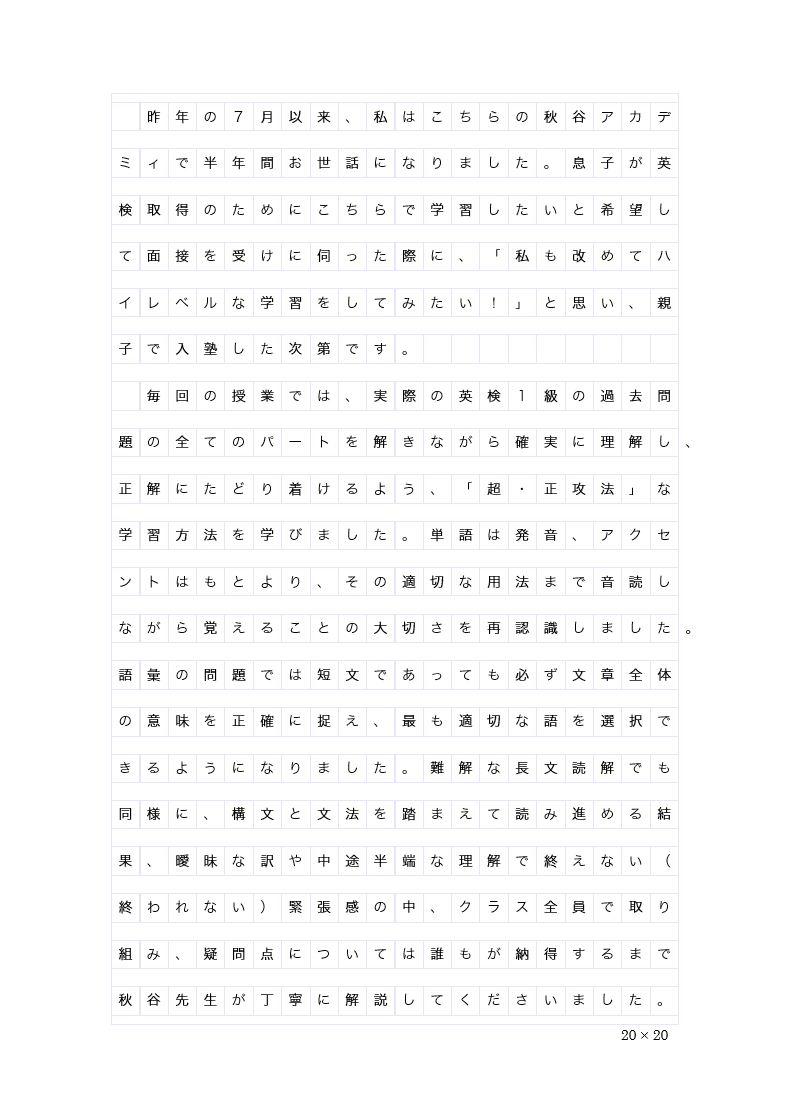 昨年の7月以来、私はこちらの秋谷アカデ
ミィで半年間お世話になりました。息子が英
検取得のためにこちらで学習したいと希望し
て面接を受けに伺った際に、「私も改めてハ
イレベルな学習をしてみたい！」と思い、親
子で入塾した次第です。
　毎回の授業では、実際の英検1級の過去問
題の全てのパートを解きながら確実に理解し、
正解にたどり着けるよう、「超・正攻法」な
学習方法を学びました。単語は発音、アクセ
ントはもとより、その適切な用法まで音読し
ながら覚えることの大切さを再認識しました。
語彙の問題では短文であっても必ず文章全体
の意味を正確に捉え、最も適切な語を選択で
きるようになりました。難解な長文読解でも
同様に、構文と文法を踏まえて読み進める結
果、曖昧な訳や中途半端な理解で終えない（
終われない）緊張感の中、クラス全員で取り
組み、疑問点については誰もが納得するまで
秋谷先生が丁寧に解説してくださいました。
20×20